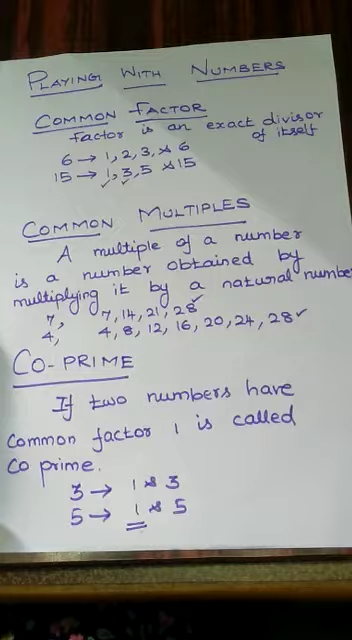 PLAYING WITH NUMBERS
COMMON FACTOR
factor is an exact divisor
of itself
6 → 1, 2, 3, & 6
15 → 1, 3, 5 & 15
COMMON MULTIPLES
A multiple of a number
is a number obtained by
multiplying it by a natural number
7, 7, 14, 21, 28 ✓
4, 4, 8, 12, 16, 20, 24, 28 ✓
CO-PRIME
If two numbers have
Common factor 1 is called
Co prime.
3 → 1 & 3
5 → 1 & 5